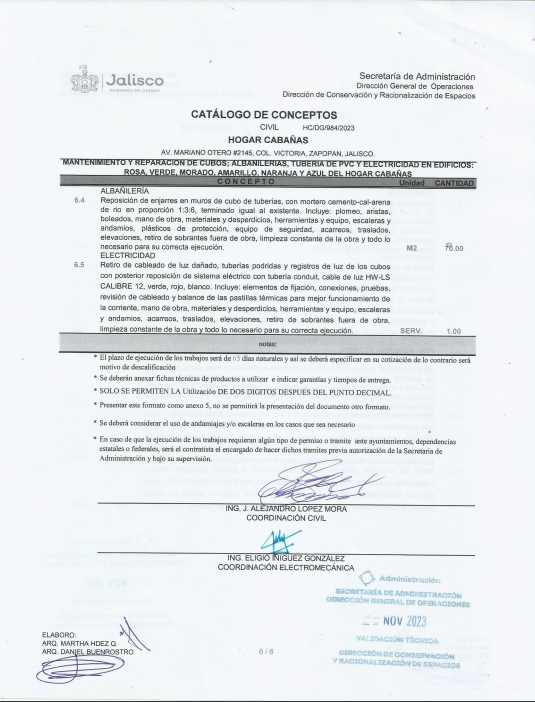 Jalisco
GOBIERNO DEL ESTADO
Secretaría de Administración
Dirección General de Operaciones
Dirección de Conservación y Racionalización de Espacios
CATÁLOGO DE CONCEPTOS
CIVIL HC/DG/984/2023
HOGAR CABAÑAS
AV. MARIANO OTERO #2145, COL. VICTORIA, ZAPOPAN, JALISCO.
MANTENIMIENTO Y REPARACION DE CUBOS; ALBAÑILERIAS, TUBERIA DE PVC Y ELECTRICIDAD EN EDIFICIOS:
ROSA, VERDE, MORADO, AMARILLO, NARANJA Y AZUL DEL HOGAR CABAÑAS
CONCEPTO Unidad CANTIDAD
ALBAÑILERÍA
6.4 Reposición de enjarres en muros de cubo de tuberías, con mortero cemento-cal-arena
de rio en proporción 1:3:6, terminado igual al existente. Incluye: plomeo, aristas,
boleados, mano de obra, materiales y desperdicios, herramientas y equipo, escaleras y
andamios, plásticos de protección, equipo de seguirdad, acarreos, traslados,
elevaciones, retiro de sobrantes fuera de obra, limpieza constante de la obra y todo lo
necesario para su correcta ejecución. M2 70.00
ELECTRICIDAD
6.5 Retiro de cableado de luz dañado, tuberías podridas y registros de luz de los cubos
con posterior reposición de sistema eléctrico con tubería conduit, cable de luz HW-LS
CALIBRE 12, verde, rojo, blanco. Incluye: elementos de fijación, conexiones, pruebas,
revisión de cableado y balance de las pastillas térmicas para mejor funcionamiento de
la corriente, mano de obra, materiales y desperdicios, herramientas y equipo, escaleras
y andamios, acarreos, traslados, elevaciones, retiro de sobrantes fuera de obra,
limpieza constante de la obra y todo lo necesario para su correcta ejecución. SERV. 1.00
notas:
* El plazo de ejecución de los trabajos será de 65 días naturales y así se deberá especificar en su cotización de lo contrario será
motivo de descalificación
* Se deberán anexar fichas técnicas de productos a utilizar e indicar garantías y tiempos de entrega.
* SOLO SE PERMITEN LA Utilización DE DOS DIGITOS DESPUES DEL PUNTO DECIMAL.
* Presentar este formato como anexo 5, no se permitirá la presentación del documento otro formato.
* Se deberá considerar el uso de andamiajes y/o escaleras en los casos que sea necesario
* En caso de que la ejecución de los trabajos requieran algún tipo de permiso o tramite ante ayuntamientos, dependencias
estatales o federales, será el contratista el encargado de hacer dichos tramites previa autorización de la Secretaria de
Administración y bajo su supervisión.
ING. J. ALEJANDRO LOPEZ MORA
COORDINACIÓN CIVIL
ING. ELIGIO IÑIGUEZ GONZÁLEZ
COORDINACIÓN ELECTROMECÁNICA
Administración
SECRETARÍA DE ADMINISTRACIÓN
DIRECCIÓN GENERAL DE OPERACIONES
NOV 2023
VALIDACIÓN TÉCNICA
DIRECCIÓN DE CONSERVACIÓN
Y RACIONALIZACIÓN DE ESPACIOS
ELABORO:
ARQ. MARTHA HDEZ Q.
ARQ. DANIEL BUENROSTRO
6 / 6